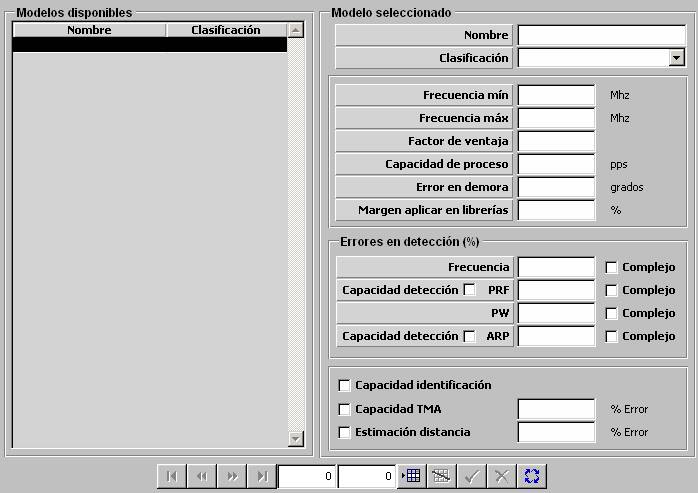 Modelos disponibles
Nombre Clasificación
Modelo seleccionado
Nombre
Clasificación
Frecuencia mín Mhz
Frecuencia máx Mhz
Factor de ventaja
Capacidad de proceso pps
Error en demora grados
Margen aplicar en librerías %
Errores en detección (%)
Frecuencia Complejo
Capacidad detección PRF Complejo
PW Complejo
Capacidad detección ARP Complejo
Capacidad identificación
Capacidad TMA % Error
Estimación distancia % Error
0 0